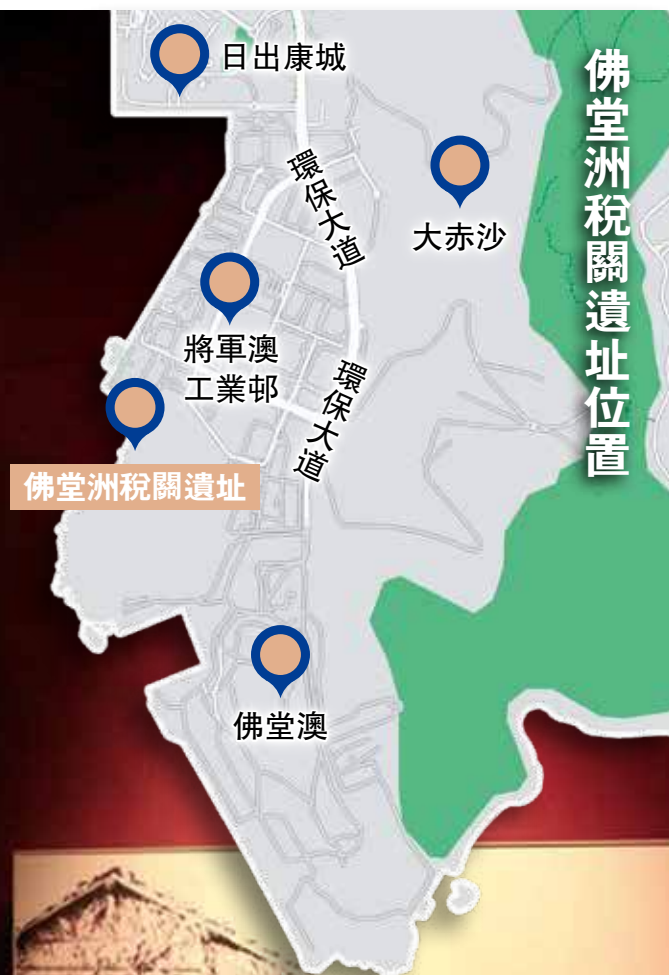 佛堂洲稅關遺址位置
日出康城
環保大道
大赤沙
將軍澳
工業邨
環保大道
佛堂洲稅關遺址
佛堂澳